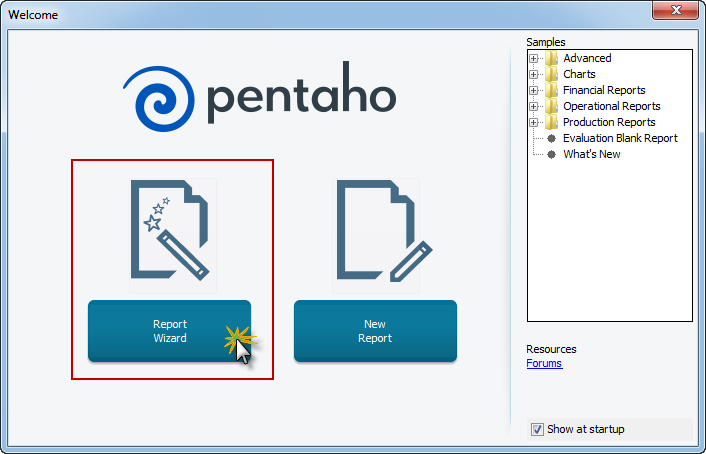 Welcome
pentaho
Report
Wizard
New
Report
Samples
Advanced
Charts
Financial Reports
Operational Reports
Production Reports
Evaluation Blank Report
What's New
Resources
Forums
Show at startup